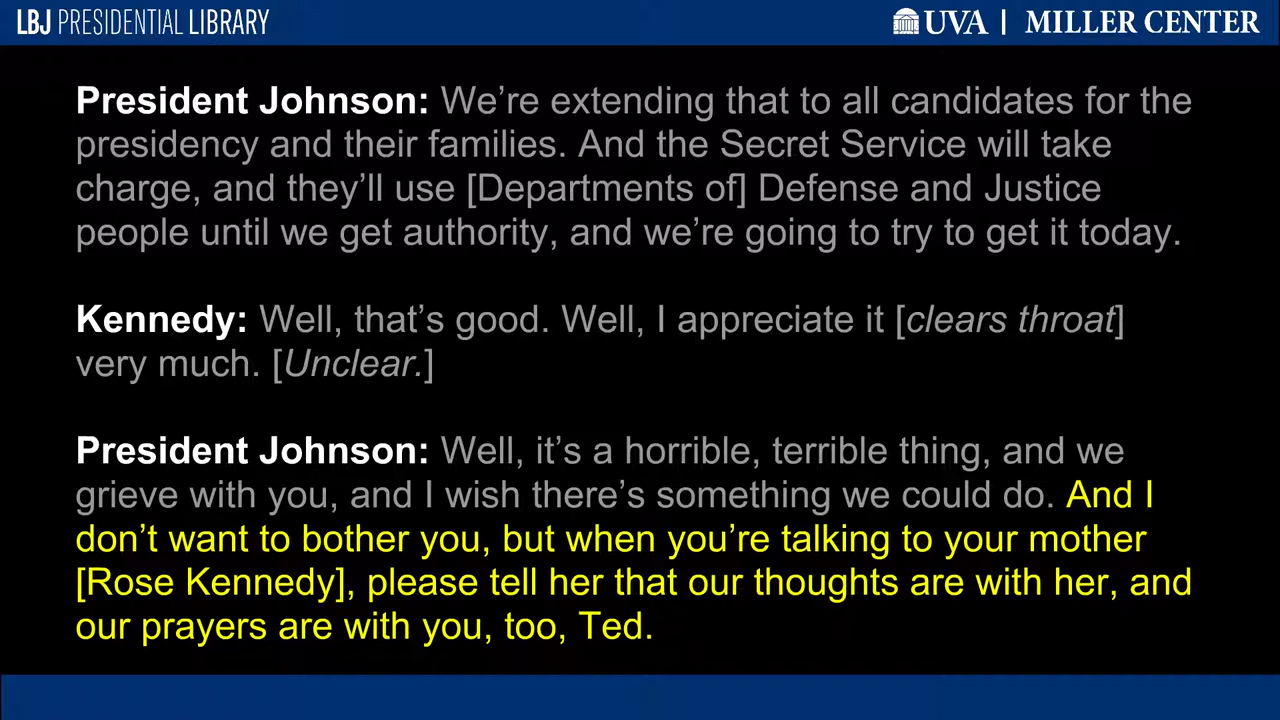 LBJ PRESIDENTIAL LIBRARY
UVA | MILLER CENTER
President Johnson: We’re extending that to all candidates for the
presidency and their families. And the Secret Service will take
charge, and they’ll use [Departments of] Defense and Justice
people until we get authority, and we’re going to try to get it today.
Kennedy: Well, that’s good. Well, I appreciate it [clears throat]
very much. [Unclear.]
President Johnson: Well, it’s a horrible, terrible thing, and we
grieve with you, and I wish there’s something we could do. And I
don’t want to bother you, but when you’re talking to your mother
[Rose Kennedy], please tell her that our thoughts are with her, and
our prayers are with you, too, Ted.